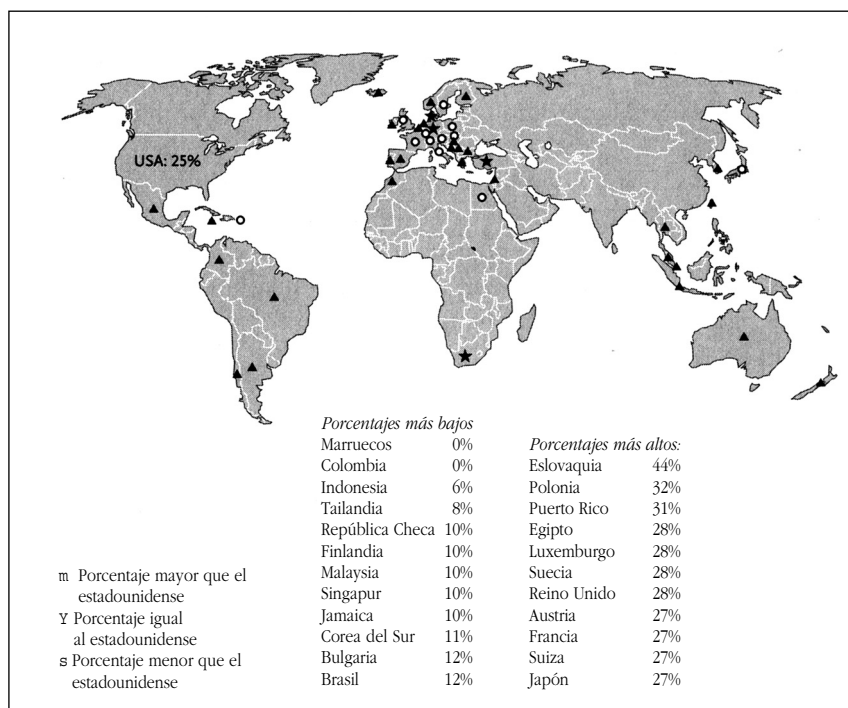 USA: 25%
Porcentajes más bajos
Marruecos 0%
Colombia 0%
Indonesia 6%
Tailandia 8%
República Checa 10%
Finlandia 10%
Malaysia 10%
Singapur 10%
Jamaica 10%
Corea del Sur 11%
Bulgaria 12%
Brasil 12%
Porcentajes más altos:
Eslovaquia 44%
Polonia 32%
Puerto Rico 31%
Egipto 28%
Luxemburgo 28%
Suecia 28%
Reino Unido 28%
Austria 27%
Francia 27%
Suiza 27%
Japón 27%
m Porcentaje mayor que el
estadounidense
Y Porcentaje igual
al estadounidense
s Porcentaje menor que el
estadounidense